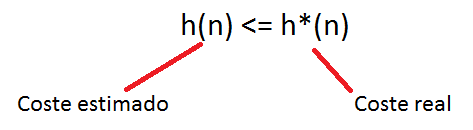 h(n) <= h*(n)
Coste estimado
Coste real